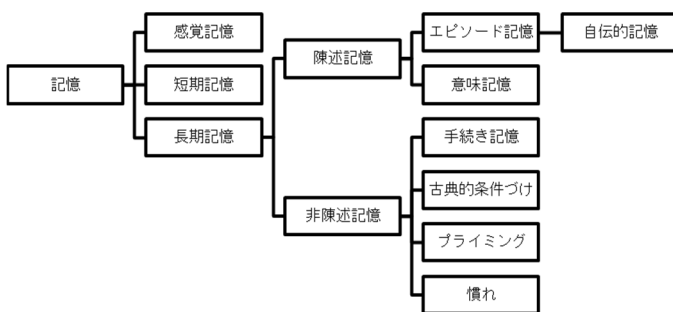 記憶
感覚記憶
短期記憶
長期記憶
陳述記憶
エピソード記憶
自伝的記憶
意味記憶
非陳述記憶
手続き記憶
古典的条件づけ
プライミング
慣れ